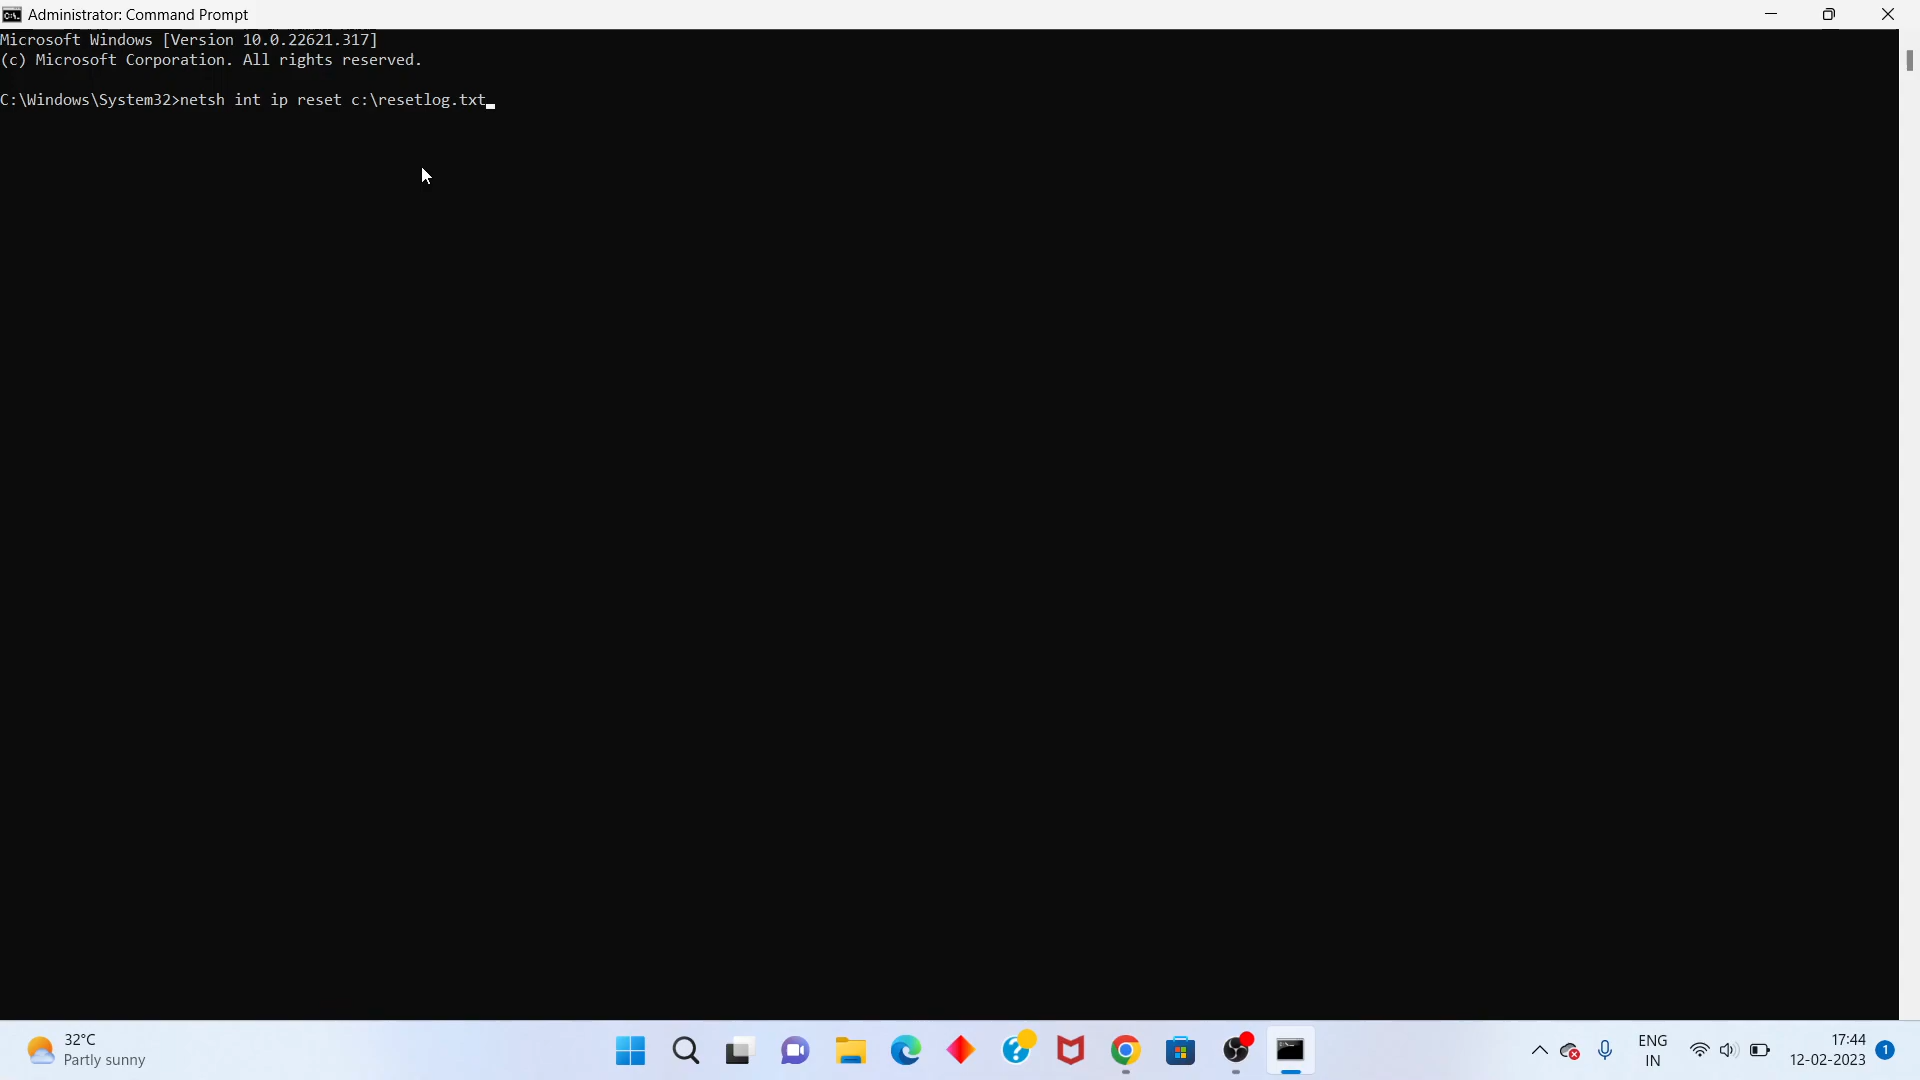 Administrator: Command Prompt
Microsoft Windows [Version 10.0.22621.317]
(c) Microsoft Corporation. All rights reserved.
C:\Windows\System32>netsh int ip reset c:\resetlog.txt
32°C
Partly sunny
ENG
IN
17:44
12-02-2023
1